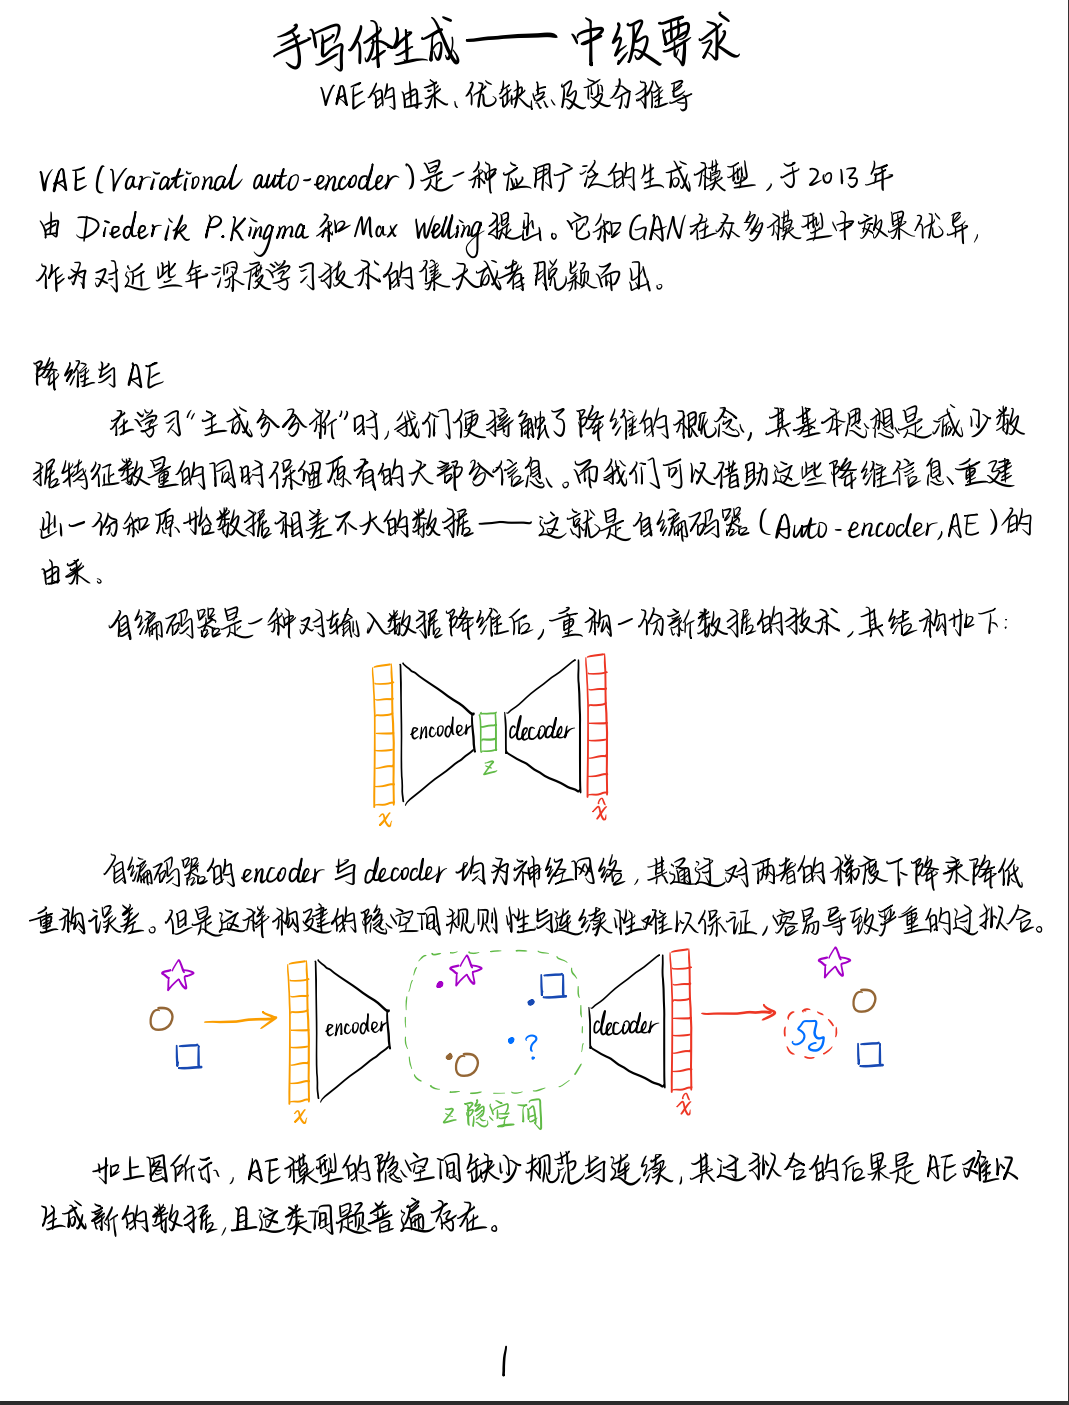 手写体生成——中级要求
VAE的由来、优缺点及变分推导
VAE(Variational auto-encoder)是一种应用广泛的生成模型,于2013年
由 Diederik P.Kingma 和Max Welling提出。它和GAN在众多模型中效果优异,
作为对近些年深度学习技术的集大成者脱颖而出。
降维与AE
在学习“主成分分析”时,我们便接触了降维的概念,其基本思想是减少数
据特征数量的同时保留原有的大部分信息。而我们可以借助这些降维信息重建
出一份和原始数据相差不大的数据——这就是自编码器(Auto-encoder,AE)的
由来。
自编码器是一种对输入数据降维后,重构一份新数据的技术,其结构如下:
encoder
decoder
z
x
x̂
自编码器的encoder与decoder均为神经网络,其通过对两者的梯度下降来降低
重构误差。但是这样构建的隐空间规则性与连续性难以保证,容易导致严重的过拟合。
encoder
?
decoder
x
z 隐空间
x̂
如上图所示,AE模型的隐空间缺少规范与连续,其过拟合的后果是AE难以
生成新的数据,且这类问题普遍存在。
1